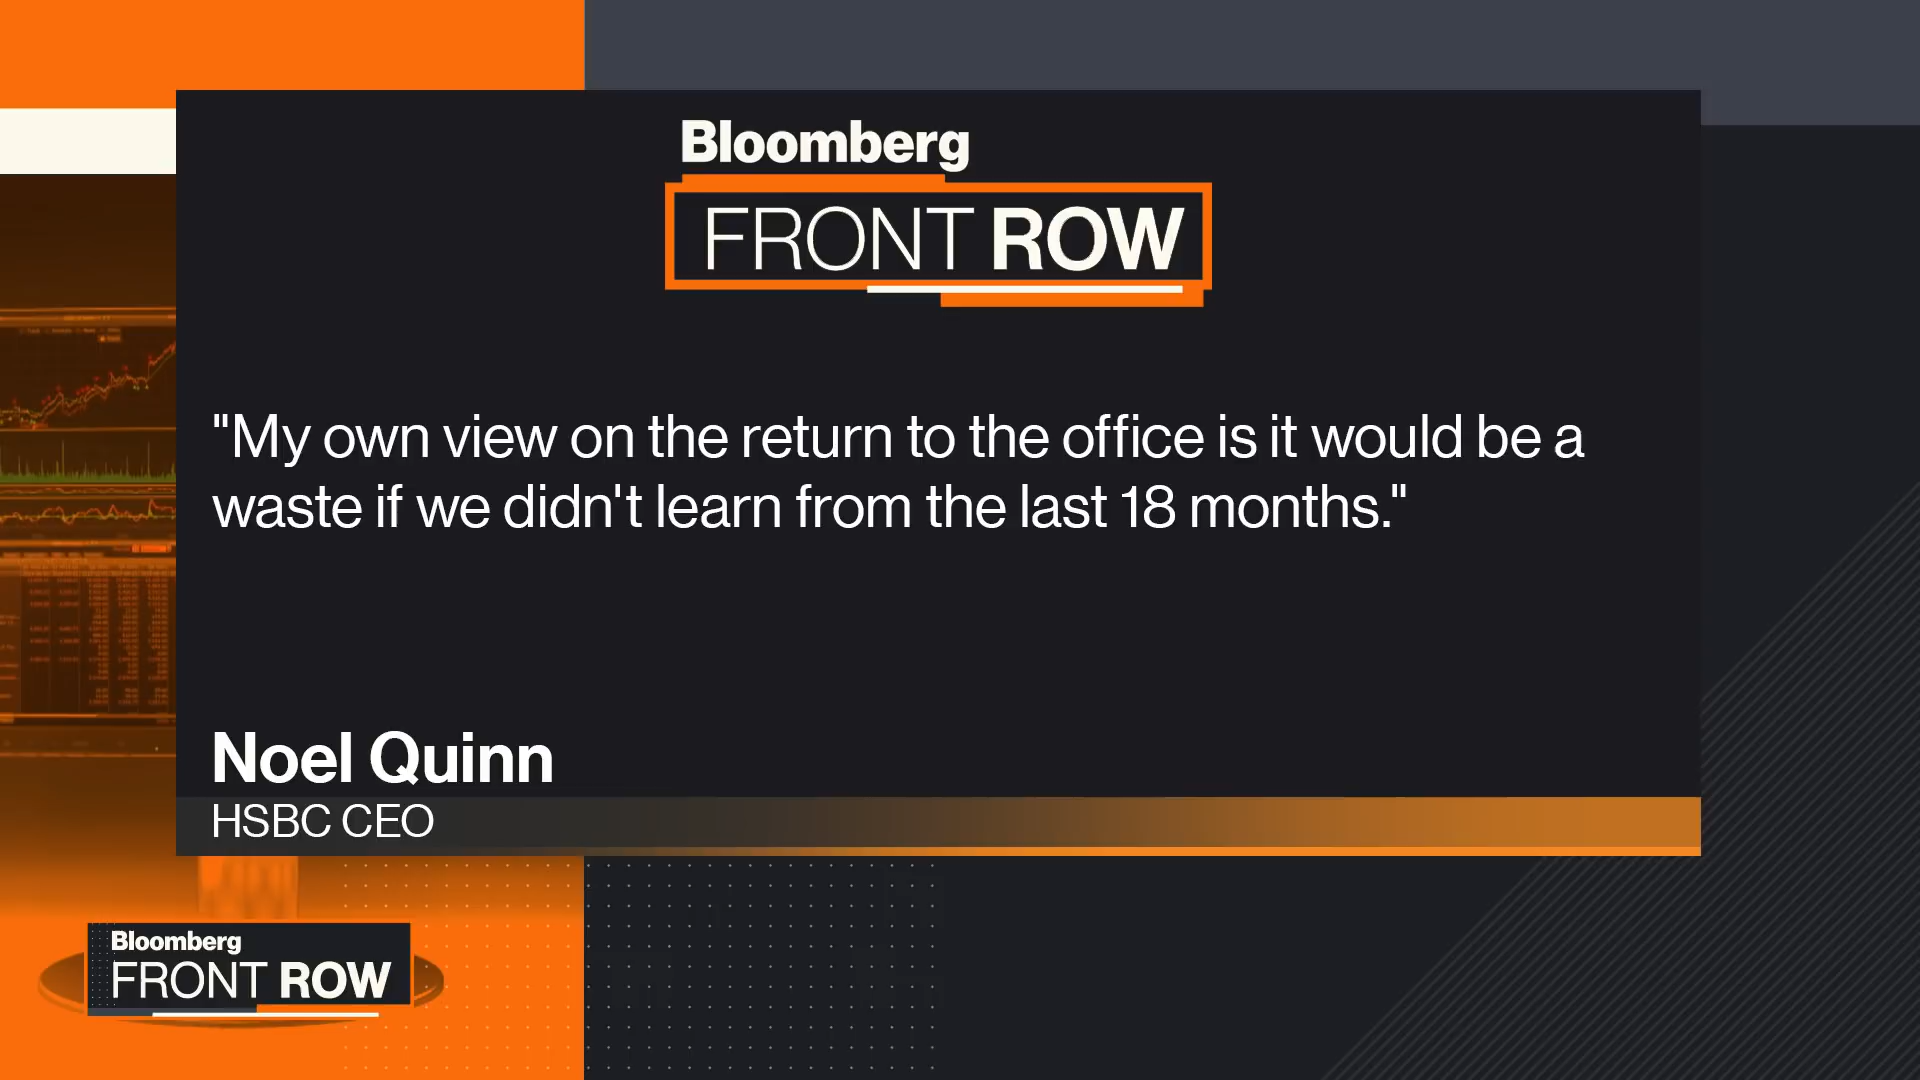 Bloomberg
FRONT ROW
"My own view on the return to the office is it would be a
waste if we didn't learn from the last 18 months."
Noel Quinn
HSBC CEO
Bloomberg
FRONT ROW